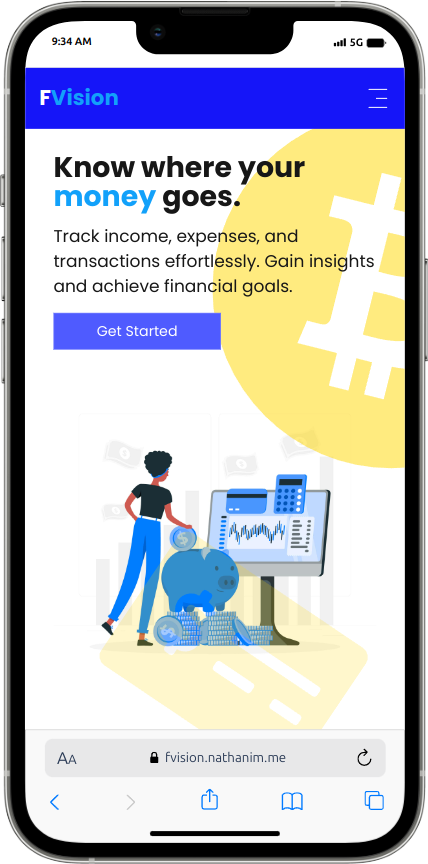 9:34 AM
5G
FVision
Know where your
money goes.
Track income, expenses, and
transactions effortlessly. Gain insights
and achieve financial goals.
Get Started
AA
fvision.nathanim.me